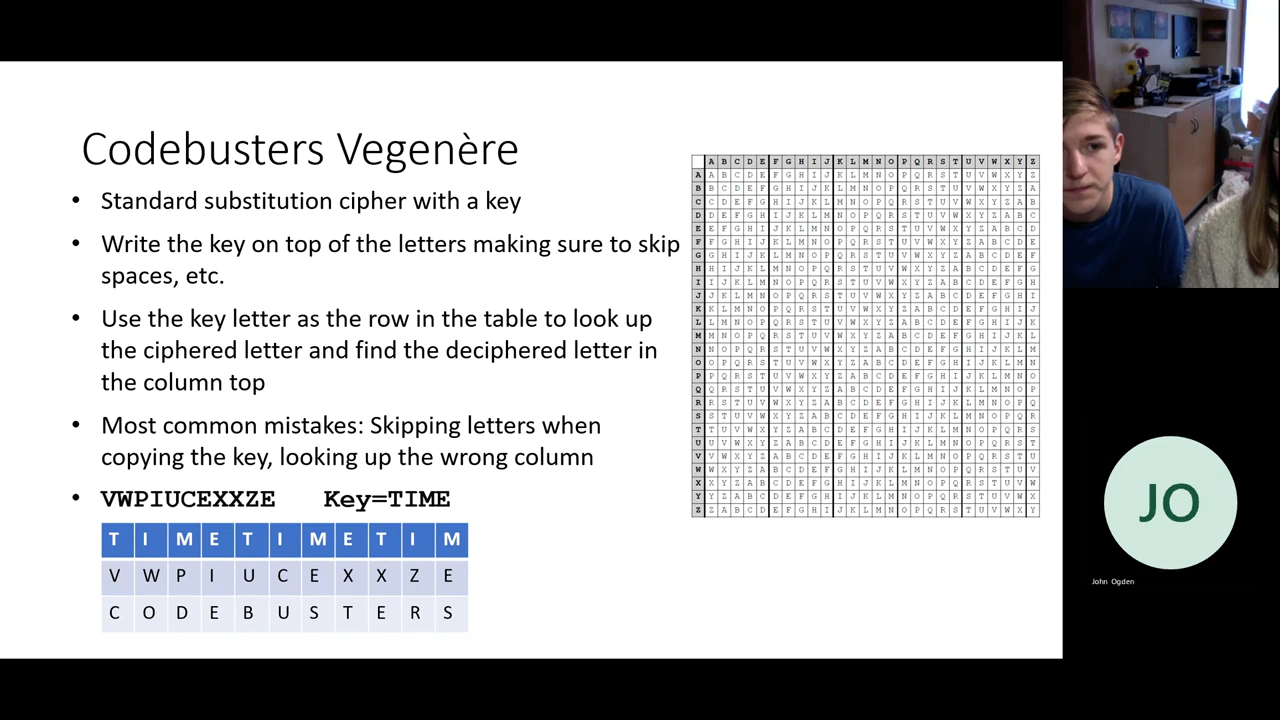 Codebusters Vegenère
• Standard substitution cipher with a key
• Write the key on top of the letters making sure to skip
spaces, etc.
• Use the key letter as the row in the table to look up
the ciphered letter and find the deciphered letter in
the column top
• Most common mistakes: Skipping letters when
copying the key, looking up the wrong column
• VWPIUCEXXZE Key=TIME
T I M E T I M E T I M
V W P I U C E X X Z E
C O D E B U S T E R S
A B C D E F G H I J K L M N O P Q R S T U V W X Y Z
A A B C D E F G H I J K L M N O P Q R S T U V W X Y Z
B B C D E F G H I J K L M N O P Q R S T U V W X Y Z A
C C D E F G H I J K L M N O P Q R S T U V W X Y Z A B
D D E F G H I J K L M N O P Q R S T U V W X Y Z A B C
E E F G H I J K L M N O P Q R S T U V W X Y Z A B C D
F F G H I J K L M N O P Q R S T U V W X Y Z A B C D E
G G H I J K L M N O P Q R S T U V W X Y Z A B C D E F
H H I J K L M N O P Q R S T U V W X Y Z A B C D E F G
I I J K L M N O P Q R S T U V W X Y Z A B C D E F G H
J J K L M N O P Q R S T U V W X Y Z A B C D E F G H I
K K L M N O P Q R S T U V W X Y Z A B C D E F G H I J
L L M N O P Q R S T U V W X Y Z A B C D E F G H I J K
M M N O P Q R S T U V W X Y Z A B C D E F G H I J K L
N N O P Q R S T U V W X Y Z A B C D E F G H I J K L M
O O P Q R S T U V W X Y Z A B C D E F G H I J K L M N
P P Q R S T U V W X Y Z A B C D E F G H I J K L M N O
Q Q R S T U V W X Y Z A B C D E F G H I J K L M N O P
R R S T U V W X Y Z A B C D E F G H I J K L M N O P Q
S S T U V W X Y Z A B C D E F G H I J K L M N O P Q R
T T U V W X Y Z A B C D E F G H I J K L M N O P Q R S
U U V W X Y Z A B C D E F G H I J K L M N O P Q R S T
V V W X Y Z A B C D E F G H I J K L M N O P Q R S T U
W W X Y Z A B C D E F G H I J K L M N O P Q R S T U V
X X Y Z A B C D E F G H I J K L M N O P Q R S T U V W
Y Y Z A B C D E F G H I J K L M N O P Q R S T U V W X
Z Z A B C D E F G H I J K L M N O P Q R S T U V W X Y
JO
John Ogden